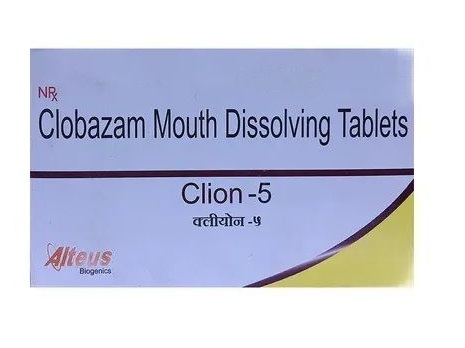 NRx
Clobazam Mouth Dissolving Tablets
Clion -5
क्लीयोन -५
Alteus
Biogenics